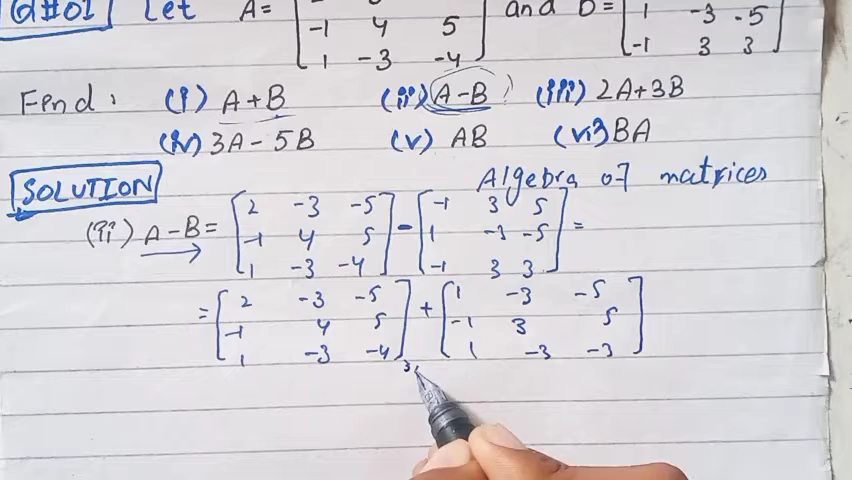 Q#01 Let A= and B=
-1 4 5 1 -3 -5
1 -3 -4 -1 3 3
Find: (i) A+B (ii) A-B (iii) 2A+3B
(iv) 3A-5B (v) AB (vi) BA
SOLUTION Algebra of matrices
2 -3 -5 -1 3 5
(ii) A-B= -1 4 5 - 1 -3 -5 =
1 -3 -4 -1 3 3
2 -3 -5 1 -3 -5
= -1 4 5 + -1 3 5
1 -3 -4 1 -3 -3
3